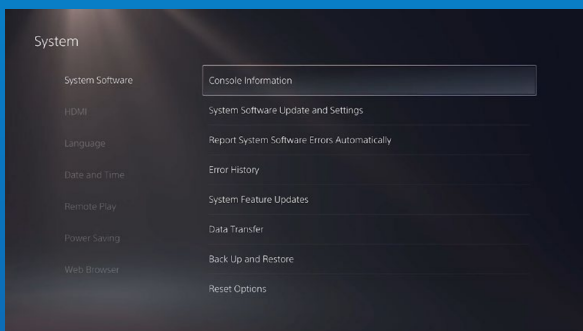 System
System Software
Console Information
HDMI
System Software Update and Settings
Language
Report System Software Errors Automatically
Date and Time
Error History
Remote Play
System Feature Updates
Power Saving
Data Transfer
Web Browser
Back Up and Restore
Reset Options